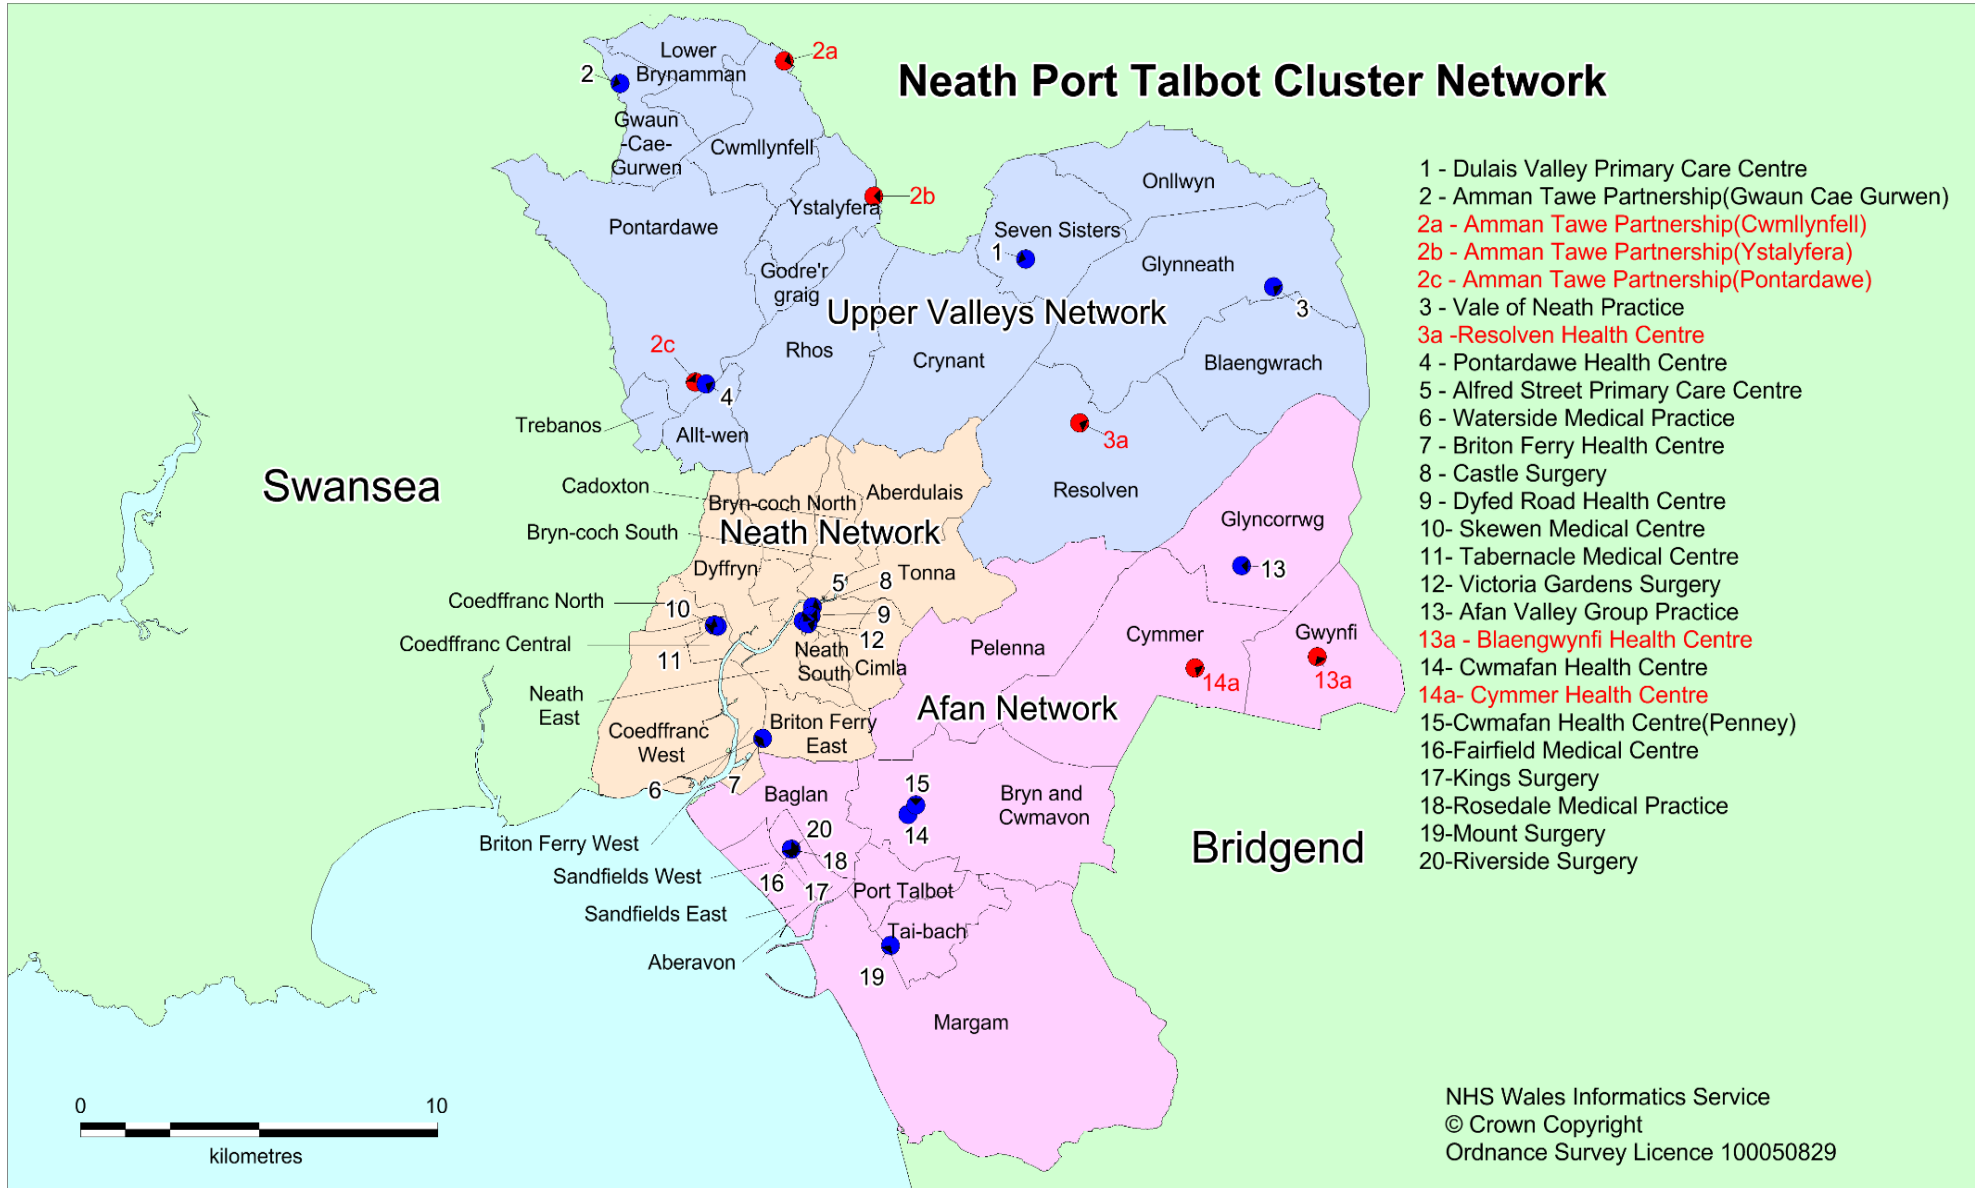 Neath Port Talbot Cluster Network
Lower
Brynamman
2
2a
Gwaun
-Cae-
Gurwen
Cwmllynfell
Ystalyfera
2b
Pontardawe
Godre'r
graig
Onllwyn
Seven Sisters
1
Glynneath
3
Upper Valleys Network
Rhos
Crynant
Blaengwrach
2c
4
Trebanos
Allt-wen
3a
Resolven
Swansea
Cadoxton
Bryn-coch North
Aberdulais
Bryn-coch South
Neath Network
Dyffryn
Tonna
5
8
9
12
Coedffranc North
10
Coedffranc Central
11
Neath
South
Cimla
Neath
East
Coedffranc
West
Briton Ferry
East
6
7
Glyncorrwg
13
Pelenna
Cymmer
Gwynfi
14a
13a
Afan Network
Baglan
15
14
Bryn and
Cwmavon
Briton Ferry West
20
18
Sandfields West
16
17
Port Talbot
Sandfields East
Tai-bach
Aberavon
19
Margam
Bridgend
1 - Dulais Valley Primary Care Centre
2 - Amman Tawe Partnership(Gwaun Cae Gurwen)
2a - Amman Tawe Partnership(Cwmllynfell)
2b - Amman Tawe Partnership(Ystalyfera)
2c - Amman Tawe Partnership(Pontardawe)
3 - Vale of Neath Practice
3a -Resolven Health Centre
4 - Pontardawe Health Centre
5 - Alfred Street Primary Care Centre
6 - Waterside Medical Practice
7 - Briton Ferry Health Centre
8 - Castle Surgery
9 - Dyfed Road Health Centre
10- Skewen Medical Centre
11- Tabernacle Medical Centre
12- Victoria Gardens Surgery
13- Afan Valley Group Practice
13a - Blaengwynfi Health Centre
14- Cwmafan Health Centre
14a- Cymmer Health Centre
15-Cwmafan Health Centre(Penney)
16-Fairfield Medical Centre
17-Kings Surgery
18-Rosedale Medical Practice
19-Mount Surgery
20-Riverside Surgery
0
10
kilometres
NHS Wales Informatics Service
© Crown Copyright
Ordnance Survey Licence 100050829